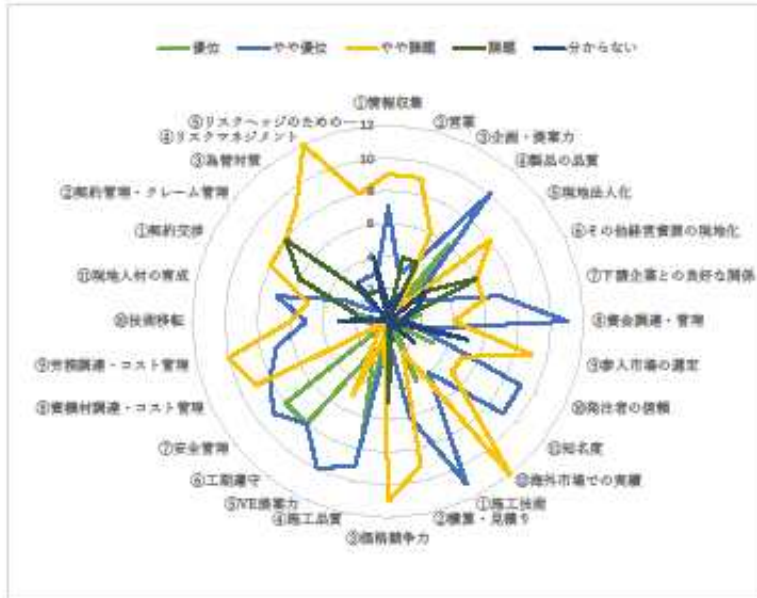 優位 やや優位 やや課題 課題 分からない
①情報収集
②営業
③企画・提案力
④製品の品質
⑤現地法人化
⑥その他経営資源の現地化
⑦下請企業との良好な関係
⑧資金調達・管理
⑨参入市場の選定
⑩発注者の信頼
⑪知名度
⑫海外市場での実績
①施工技術
②積算・見積り
③価格競争力
④施工品質
⑤VE提案力
⑥工期遵守
⑦安全管理
⑧資機材調達・コスト管理
⑨労務調達・コスト管理
⑩技術移転
⑪現地人材の育成
①契約交渉
②契約管理・クレーム管理
③為替対策
④リスクマネジメント
⑤リスクヘッジのための…
12
10
8
6